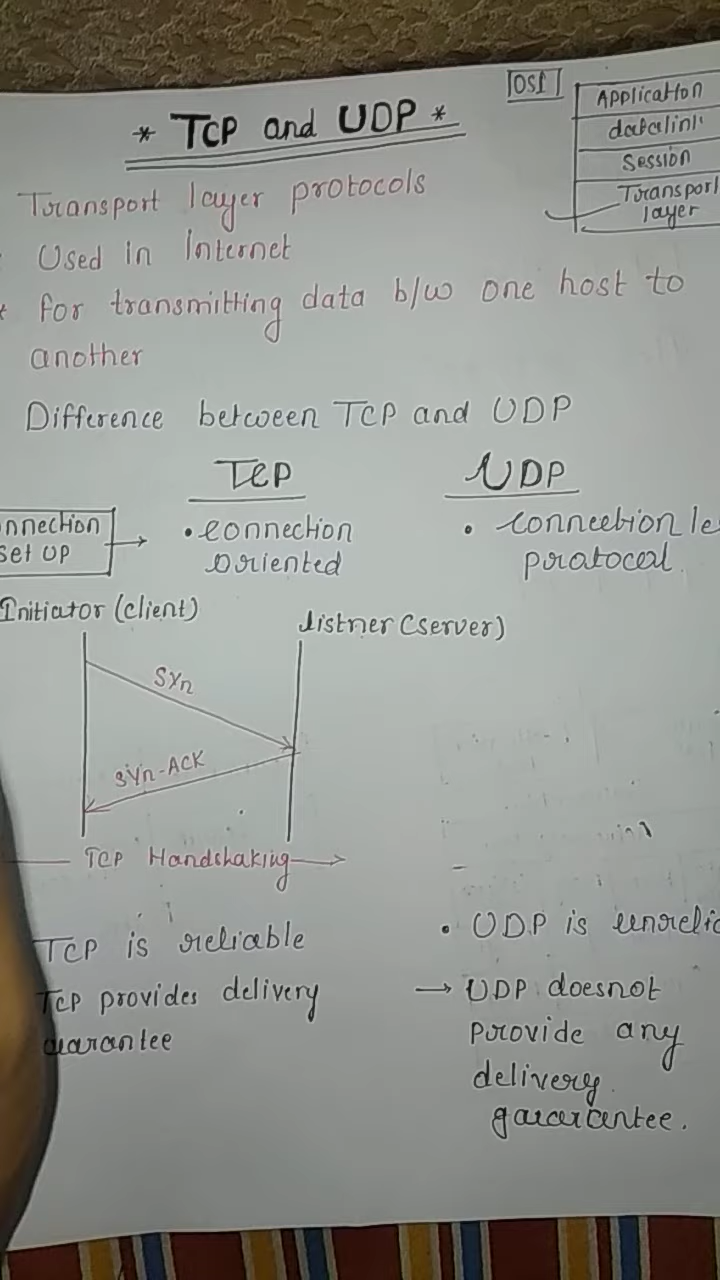 OSI
Application
datalin
Session
Transport
layer
* TCP and UDP *
Transport layer protocols
Used in Internet
* for transmitting data b/w one host to
another
Difference between TCP and UDP
TCP
UDP
nnection
set up
• connection
oriented
• connection le
protocol.
Initiator (client)
listner (server)
Syn
syn-ACK
TCP Handshaking
TCP is reliable
• UDP is unrelia
TCP provides delivery
guarantee
→ UDP doesnot
provide any
delivery
gararantee.